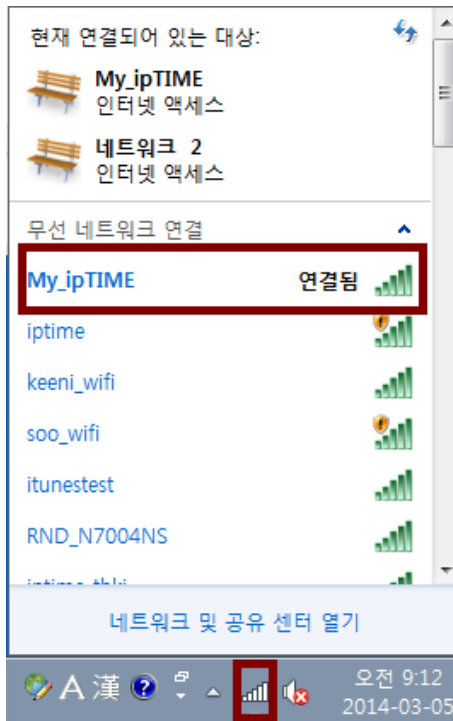 현재 연결되어 있는 대상:
My_ipTIME
인터넷 액세스
네트워크 2
인터넷 액세스
무선 네트워크 연결
My_ipTIME 연결됨
iptime
keeni_wifi
soo_wifi
itunestest
RND_N7004NS
네트워크 및 공유 센터 열기
A 漢 ? 오전 9:12
2014-03-05